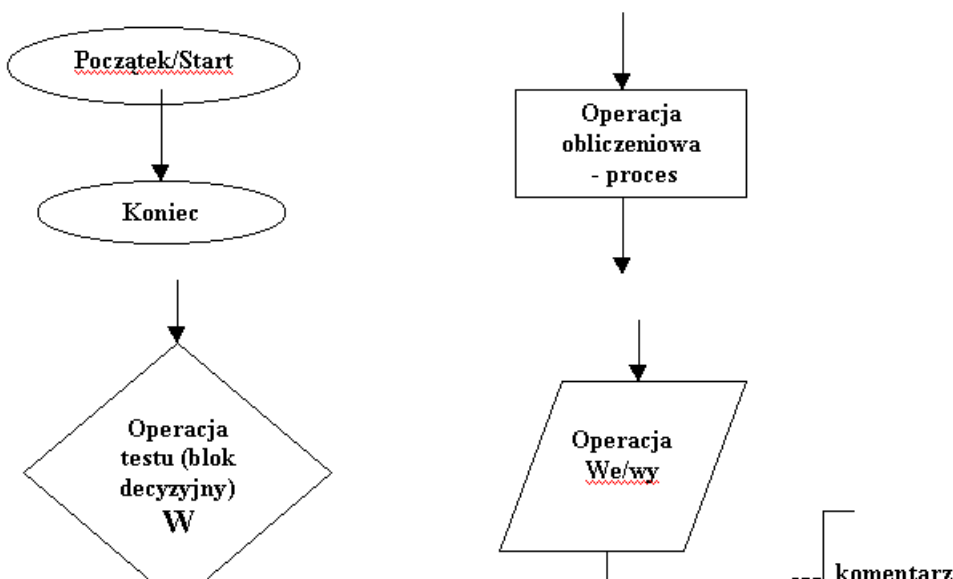 Początek/Start
Koniec
Operacja
testu (blok
decyzyjny)
W
Operacja
obliczeniowa
- proces
Operacja
We/wy
komentarz